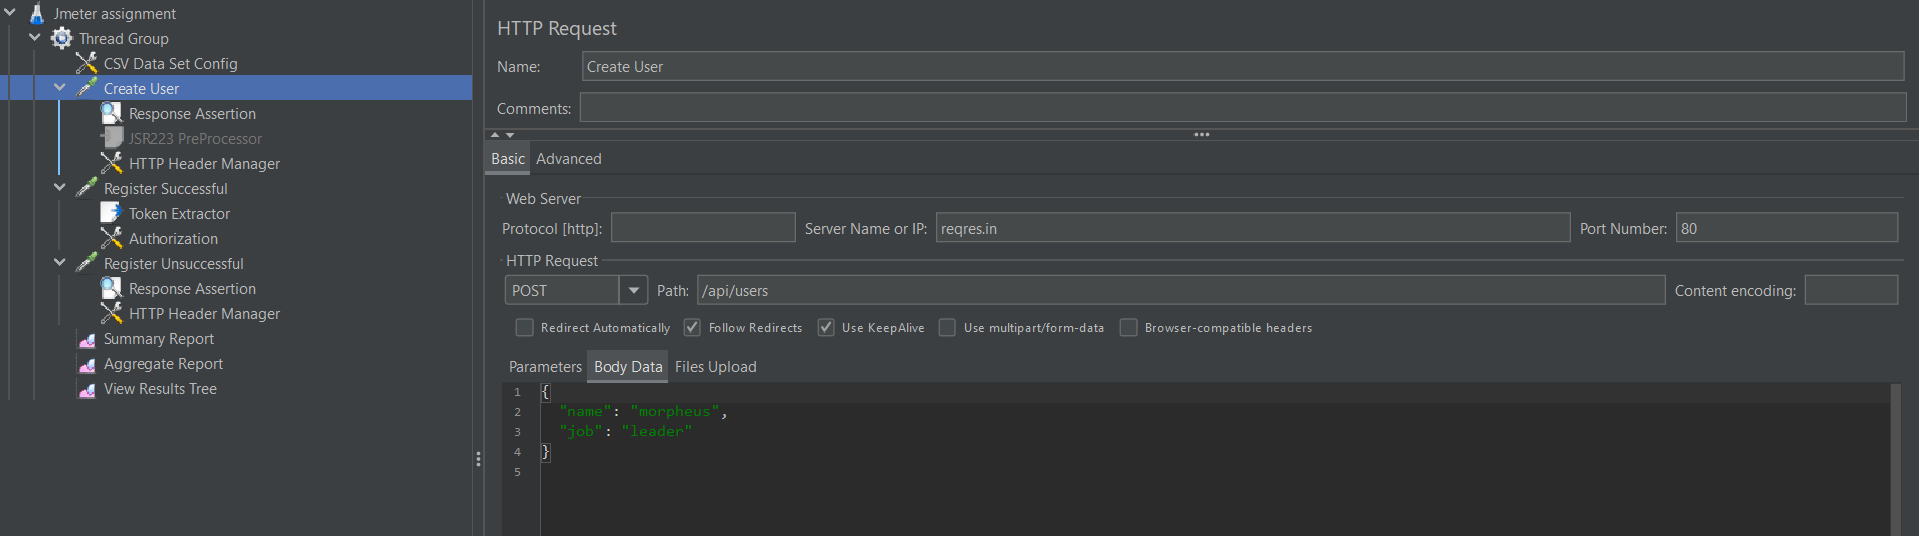 Jmeter assignment
Thread Group
CSV Data Set Config
Create User
Response Assertion
JSR223 PreProcessor
HTTP Header Manager
Register Successful
Token Extractor
Authorization
Register Unsuccessful
Response Assertion
HTTP Header Manager
Summary Report
Aggregate Report
View Results Tree
HTTP Request
Name: Create User
Comments:
Basic Advanced
Web Server
Protocol [http]: Server Name or IP: reqres.in Port Number: 80
HTTP Request
POST Path: /api/users Content encoding:
Redirect Automatically Follow Redirects Use KeepAlive Use multipart/form-data Browser-compatible headers
Parameters Body Data Files Upload
1 {
2 "name": "morpheus",
3 "job": "leader"
4 }
5